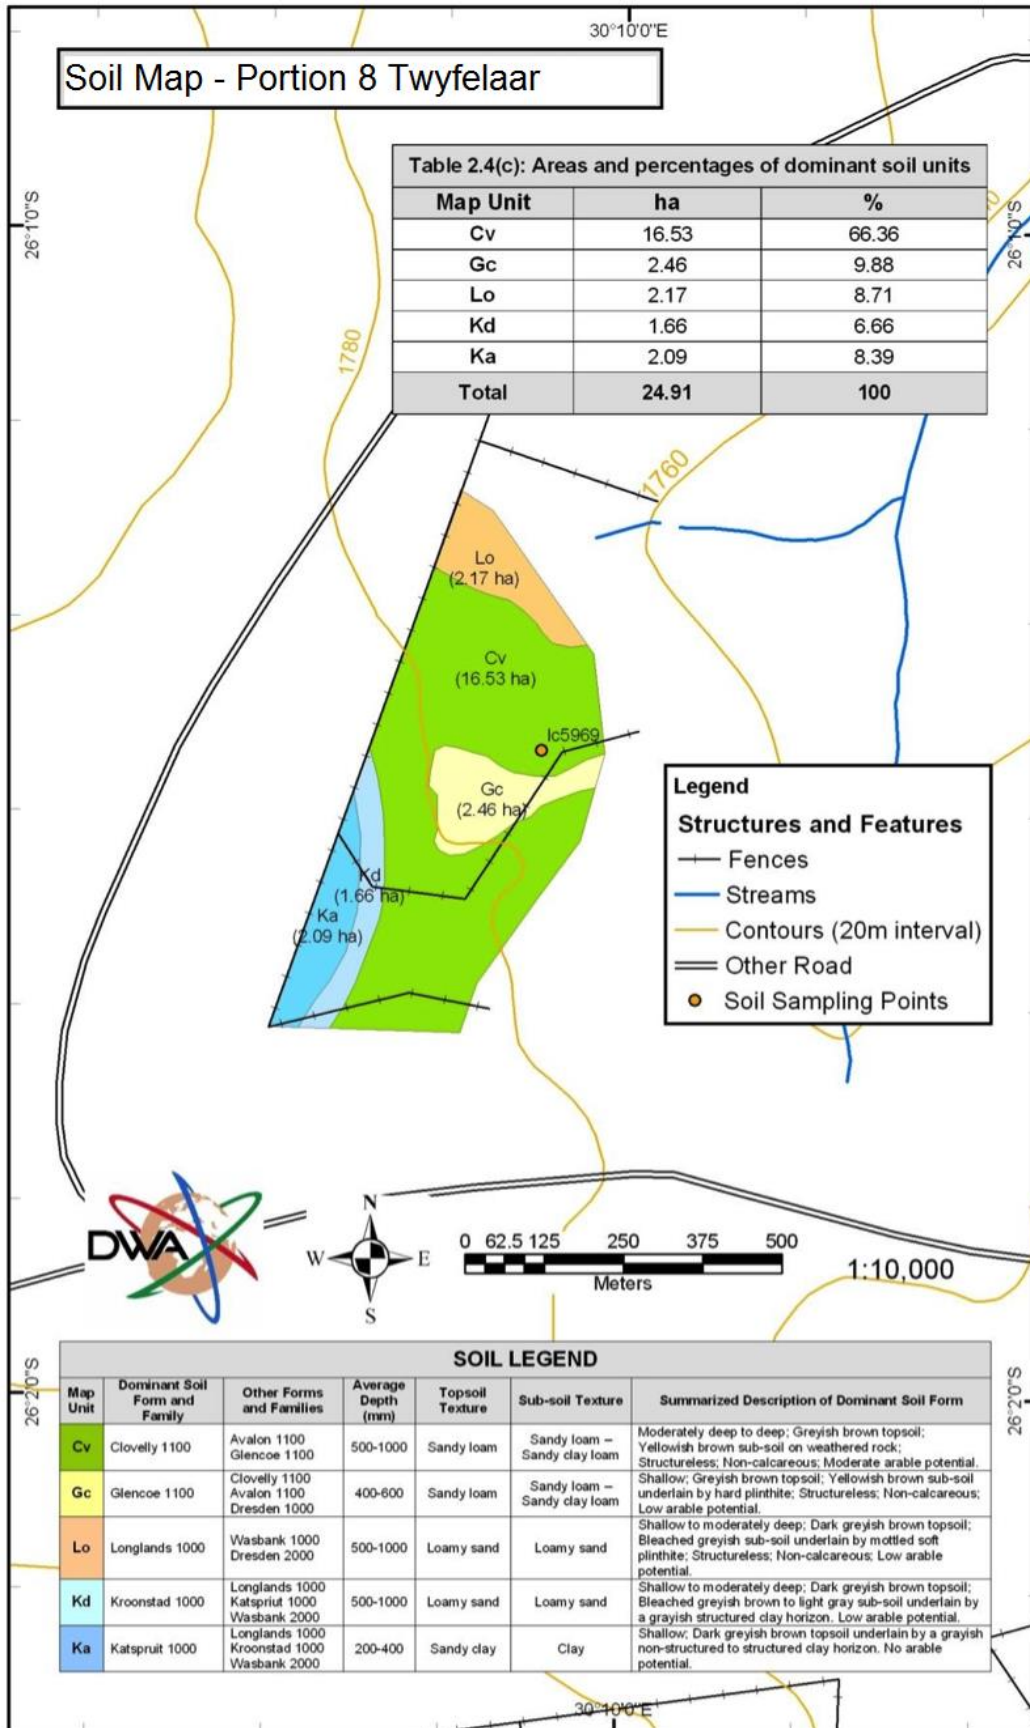 30°10'0"E
Soil Map - Portion 8 Twyfelaar
Table 2.4(c): Areas and percentages of dominant soil units
Map Unit ha %
Cv 16.53 66.36
Gc 2.46 9.88
Lo 2.17 8.71
Kd 1.66 6.66
Ka 2.09 8.39
Total 24.91 100
26°1'0"S
26°1'0"S
1780
1760
Lo
(2.17 ha)
Cv
(16.53 ha)
Ic5969
Gc
(2.46 ha)
Kd
(1.66 ha)
Ka
(2.09 ha)
Legend
Structures and Features
Fences
Streams
Contours (20m interval)
Other Road
Soil Sampling Points
DWA
N
W E
S
0 62.5 125 250 375 500
Meters
1:10,000
26°2'0"S
26°2'0"S
SOIL LEGEND
Map Unit
Dominant Soil Form and Family
Other Forms and Families
Average Depth (mm)
Topsoil Texture
Sub-soil Texture
Summarized Description of Dominant Soil Form
Cv
Clovelly 1100
Avalon 1100
Glencoe 1100
500-1000
Sandy loam
Sandy loam –
Sandy clay loam
Moderately deep to deep; Greyish brown topsoil;
Yellowish brown sub-soil on weathered rock;
Structureless; Non-calcareous; Moderate arable potential.
Gc
Glencoe 1100
Clovelly 1100
Avalon 1100
Dresden 1000
400-600
Sandy loam
Sandy loam –
Sandy clay loam
Shallow; Greyish brown topsoil; Yellowish brown sub-soil
underlain by hard plinthite; Structureless; Non-calcareous;
Low arable potential.
Lo
Longlands 1000
Wasbank 1000
Dresden 2000
500-1000
Loamy sand
Loamy sand
Shallow to moderately deep; Dark greyish brown topsoil;
Bleached greyish sub-soil underlain by mottled soft
plinthite; Structureless; Non-calcareous; Low arable
potential.
Kd
Kroonstad 1000
Longlands 1000
Katspriut 1000
Wasbank 2000
500-1000
Loamy sand
Loamy sand
Shallow to moderately deep; Dark greyish brown topsoil;
Bleached greyish brown to light gray sub-soil underlain by
a grayish structured clay horizon. Low arable potential.
Ka
Katspruit 1000
Longlands 1000
Kroonstad 1000
Wasbank 2000
200-400
Sandy clay
Clay
Shallow; Dark greyish brown topsoil underlain by a grayish
non-structured to structured clay horizon. No arable
potential.
30°10'0"E